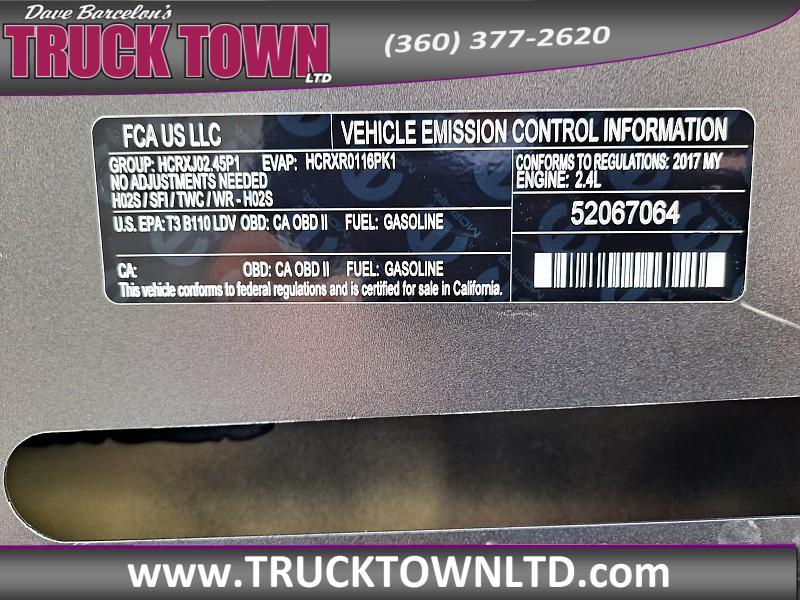 Dave Barcelon's
TRUCK TOWN
LTD
(360) 377-2620
FCA US LLC
VEHICLE EMISSION CONTROL INFORMATION
GROUP: HCRXJ02.45P1 EVAP: HCRXR0116PK1
NO ADJUSTMENTS NEEDED
H02S / SFI / TWC / WR - H02S
CONFORMS TO REGULATIONS: 2017 MY
ENGINE: 2.4L
U.S. EPA: T3 B110 LDV OBD: CA OBD II FUEL: GASOLINE
52067064
CA: OBD: CA OBD II FUEL: GASOLINE
This vehicle conforms to federal regulations and is certified for sale in California.
www.TRUCKTOWNLTD.com